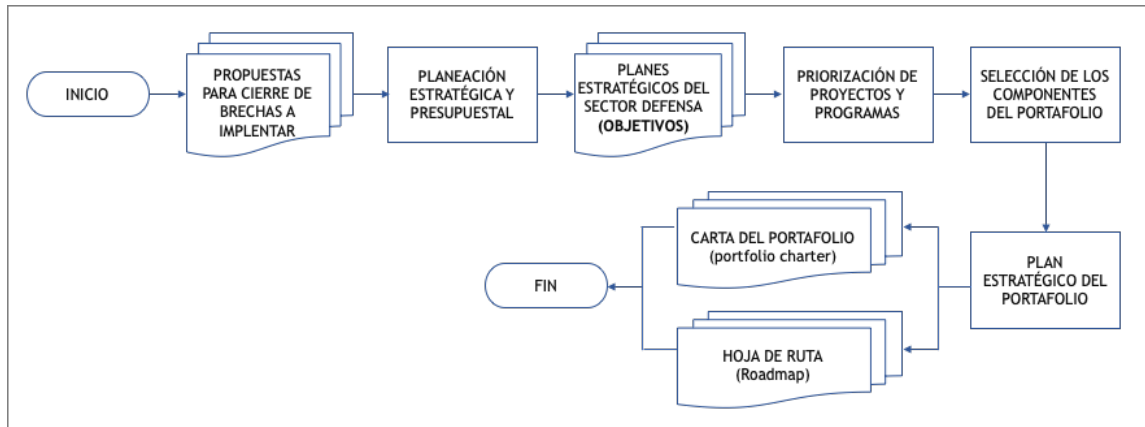 INICIO
PROPUESTAS
PARA CIERRE DE
BRECHAS A
IMPLENTAR
PLANEACIÓN
ESTRATÉGICA Y
PRESUPUESTAL
PLANES
ESTRATÉGICOS DEL
SECTOR DEFENSA
(OBJETIVOS)
PRIORIZACIÓN DE
PROYECTOS Y
PROGRAMAS
SELECCIÓN DE LOS
COMPONENTES
DEL PORTAFOLIO
PLAN
ESTRATÉGICO DEL
PORTAFOLIO
CARTA DEL PORTAFOLIO
(portfolio charter)
HOJA DE RUTA
(Roadmap)
FIN